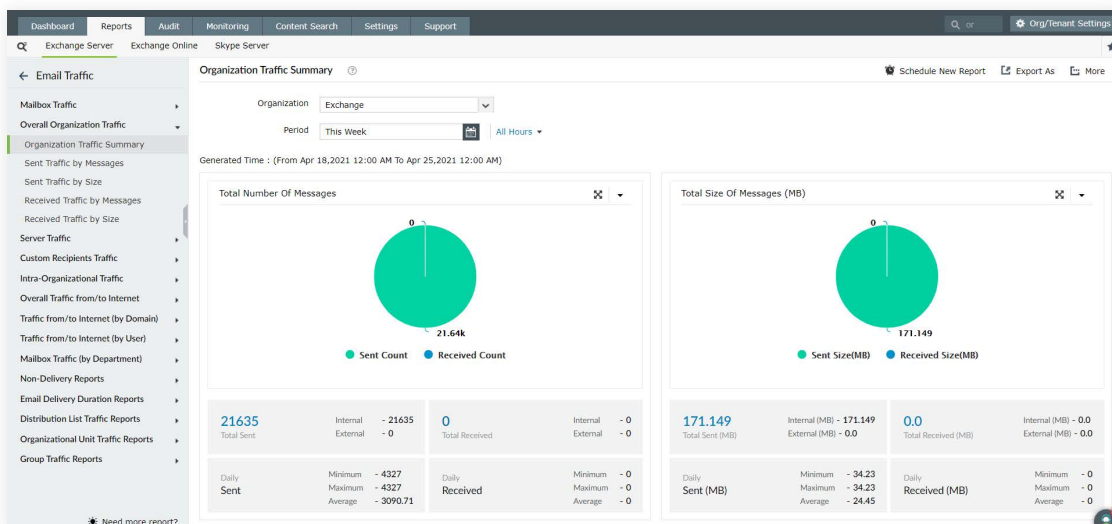 Dashboard Reports Audit Monitoring Content Search Settings Support or Org/Tenant Settings
Exchange Server Exchange Online Skype Server
Email Traffic
Mailbox Traffic
Overall Organization Traffic
Organization Traffic Summary
Sent Traffic by Messages
Sent Traffic by Size
Received Traffic by Messages
Received Traffic by Size
Server Traffic
Custom Recipients Traffic
Intra-Organizational Traffic
Overall Traffic from/to Internet
Traffic from/to Internet (by Domain)
Traffic from/to Internet (by User)
Mailbox Traffic (by Department)
Non-Delivery Reports
Email Delivery Duration Reports
Distribution List Traffic Reports
Organizational Unit Traffic Reports
Group Traffic Reports
Need more report?
Organization Traffic Summary ? Schedule New Report Export As More
Organization Exchange
Period This Week All Hours
Generated Time : (From Apr 18,2021 12:00 AM To Apr 25,2021 12:00 AM)
Total Number Of Messages
0
21.64k
Sent Count Received Count
21635
Total Sent
Internal - 21635
External - 0
0
Total Received
Internal - 0
External - 0
Daily
Sent
Minimum - 4327
Maximum - 4327
Average - 3090.71
Daily
Received
Minimum - 0
Maximum - 0
Average - 0
Total Size Of Messages (MB)
0
171.149
Sent Size(MB) Received Size(MB)
171.149
Total Sent (MB)
Internal (MB) - 171.149
External (MB) - 0.0
0.0
Total Received (MB)
Internal (MB) - 0.0
External (MB) - 0.0
Daily
Sent (MB)
Minimum - 34.23
Maximum - 34.23
Average - 24.45
Daily
Received (MB)
Minimum - 0
Maximum - 0
Average - 0